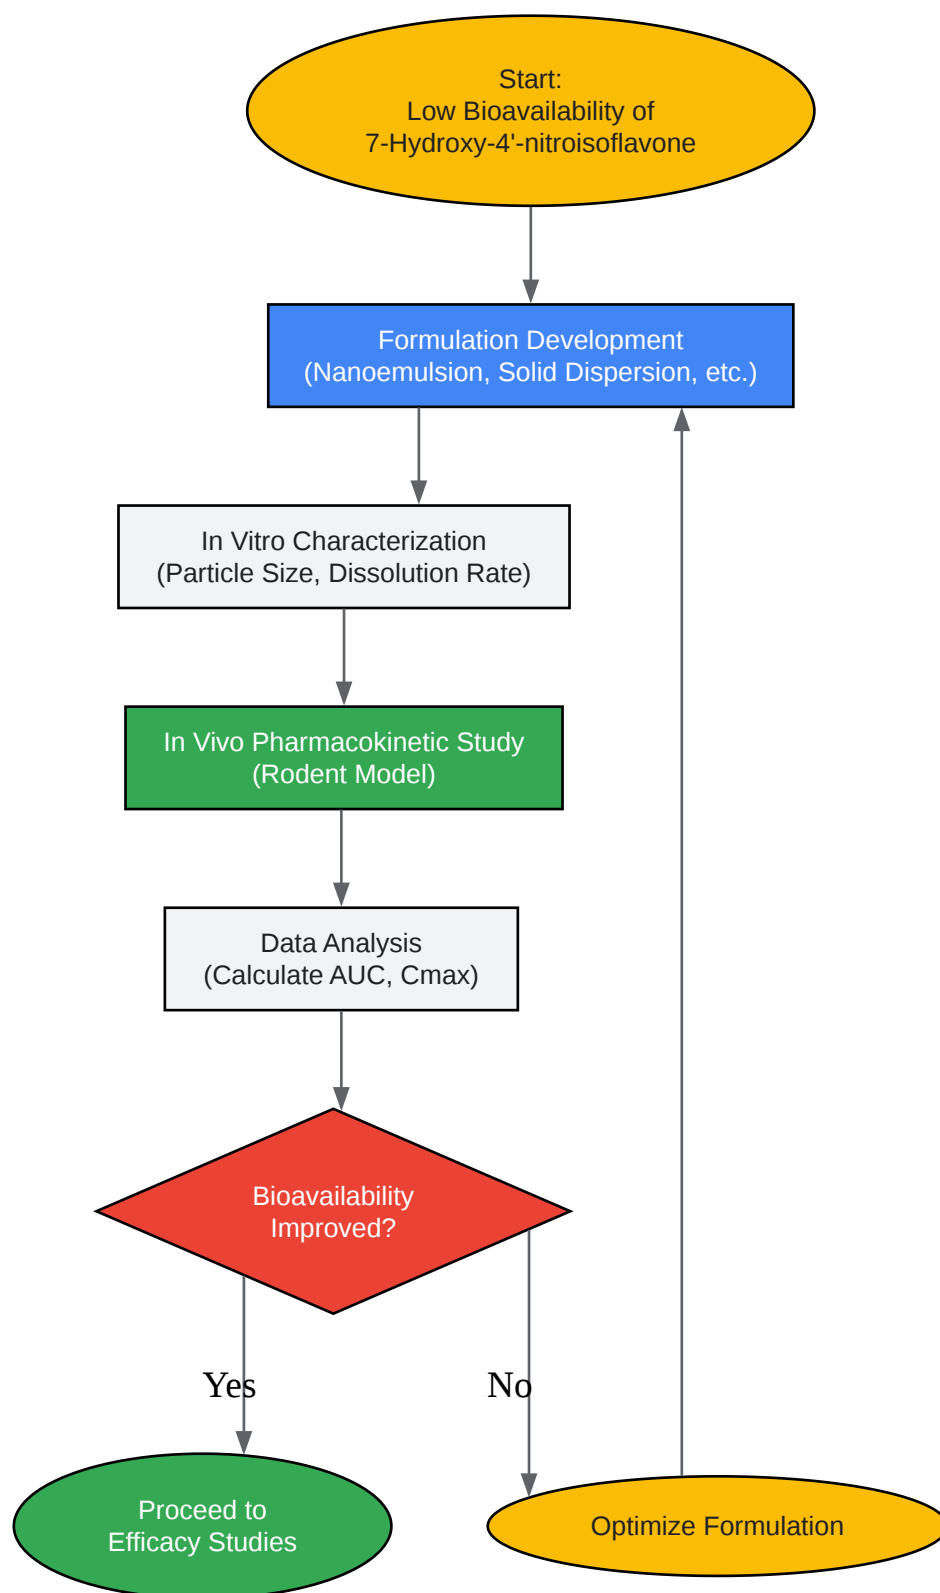 Start:
Low Bioavailability of
7-Hydroxy-4'-nitroisoflavone
Formulation Development
(Nanoemulsion, Solid Dispersion, etc.)
In Vitro Characterization
(Particle Size, Dissolution Rate)
In Vivo Pharmacokinetic Study
(Rodent Model)
Data Analysis
(Calculate AUC, Cmax)
Bioavailability
Improved?
Yes
No
Proceed to
Efficacy Studies
Optimize Formulation